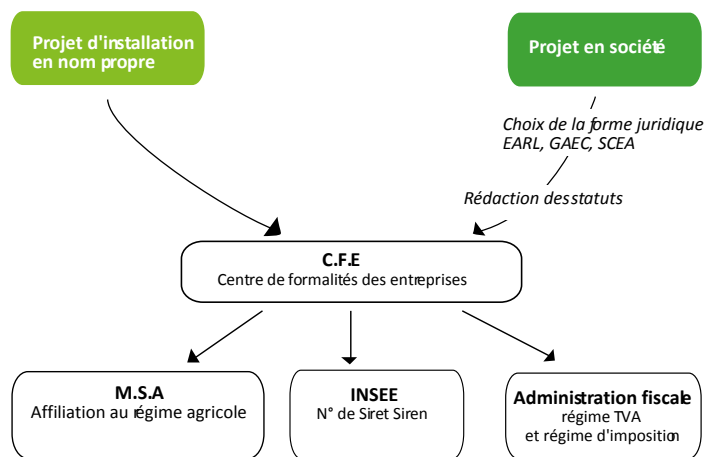 Projet d'installation
en nom propre
Projet en société
Choix de la forme juridique
EARL, GAEC, SCEA
Rédaction des statuts
C.F.E
Centre de formalités des entreprises
M.S.A
Affiliation au régime agricole
INSEE
N° de Siret Siren
Administration fiscale
régime TVA
et régime d'imposition